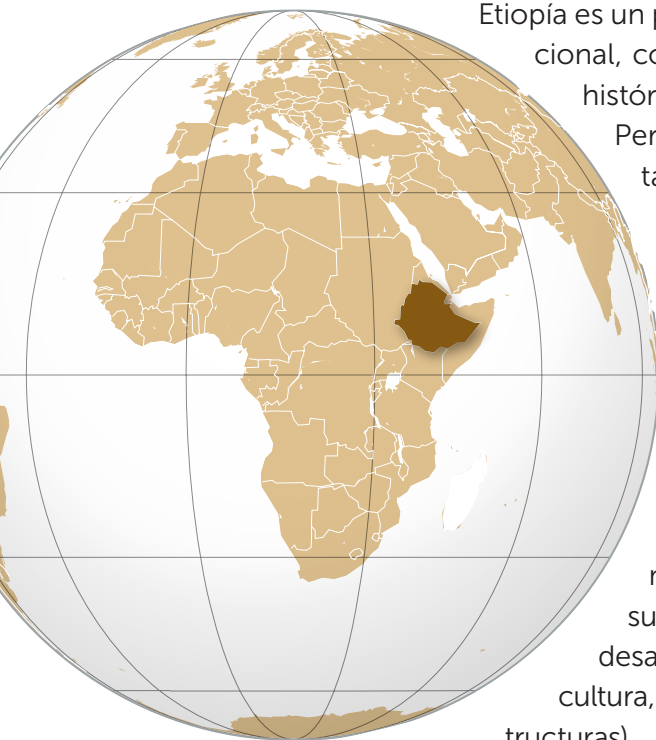 Etiopía es un p
cional, co
histór
Per
ta
r
su
desa
cultura,
tructuras)